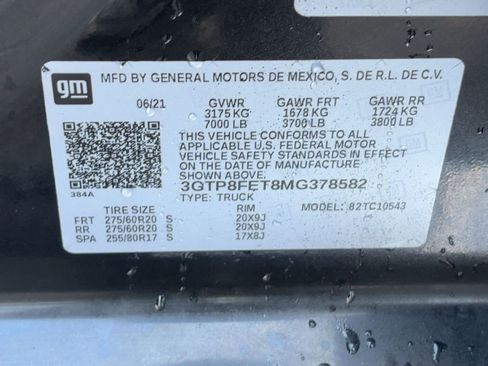 gm
MFD BY GENERAL MOTORS DE MEXICO, S. DE R.L. DE C.V.
06/21 GVWR GAWR FRT GAWR RR
3175 KG 1678 KG 1724 KG
7000 LB 3700 LB 3800 LB
THIS VEHICLE CONFORMS TO ALL
APPLICABLE U.S. FEDERAL MOTOR
VEHICLE SAFETY AND THEFT PREVENTION
STANDARDS IN EFFECT ON THE DATE
OF MANUFACTURE SHOWN ABOVE.
3GTP8FET8MG378582
TYPE: TRUCK MODEL: 82TC10543
384A
TIRE SIZE RIM
FRT 275/60R20 S 20X9J
RR 275/60R20 S 20X9J
SPA 255/80R17 S 17X8J